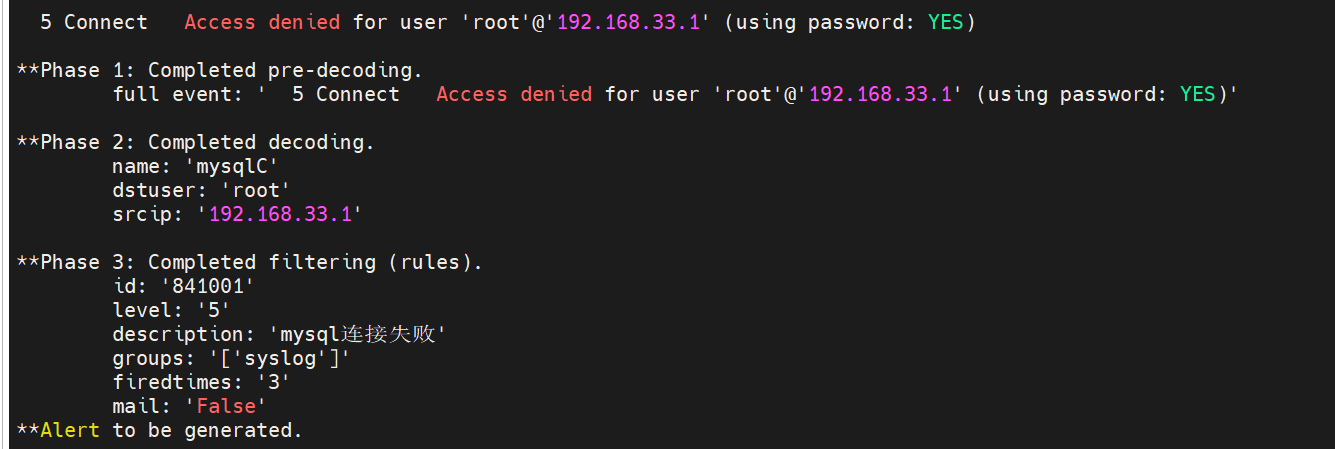 5 Connect   Access denied for user 'root'@'192.168.33.1' (using password: YES)
**Phase 1: Completed pre-decoding.
full event: '  5 Connect   Access denied for user 'root'@'192.168.33.1' (using password: YES)'
**Phase 2: Completed decoding.
name: 'mysqlC'
dstuser: 'root'
srcip: '192.168.33.1'
**Phase 3: Completed filtering (rules).
id: '841001'
level: '5'
description: 'mysql连接失败'
groups: '['syslog']'
firedtimes: '3'
mail: 'False'
**Alert to be generated.